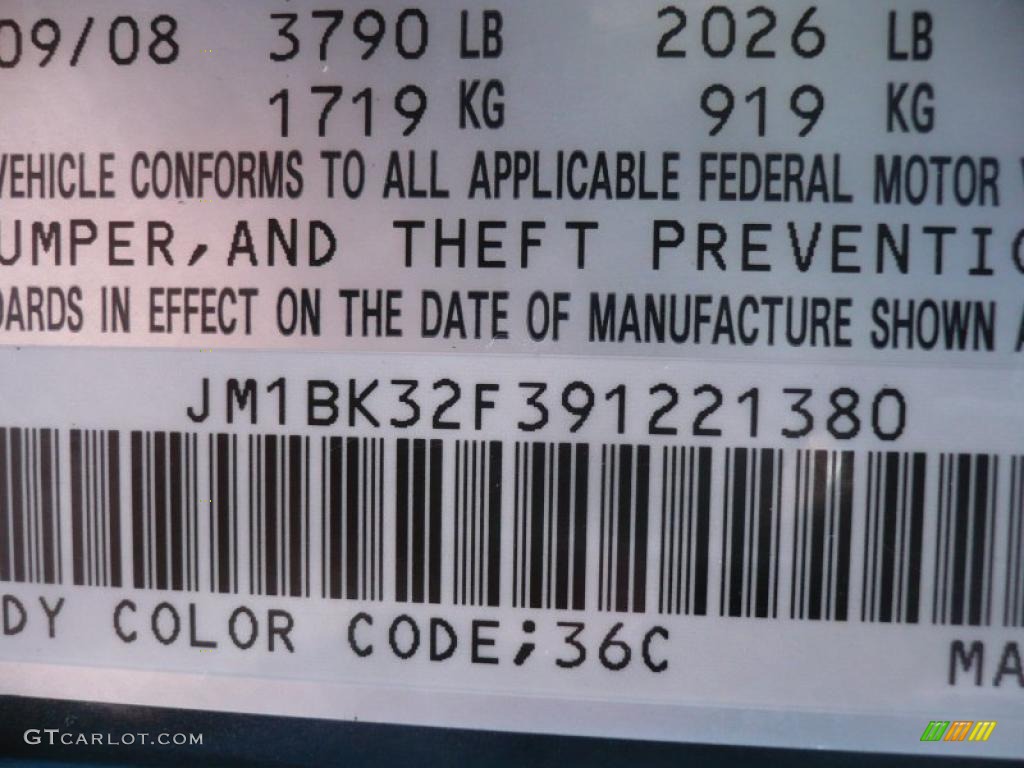 09/08 3790 LB 2026 LB
1719 KG 919 KG
VEHICLE CONFORMS TO ALL APPLICABLE FEDERAL MOTOR V
UMPER, AND THEFT PREVENTIO
DARDS IN EFFECT ON THE DATE OF MANUFACTURE SHOWN A
JM1BK32F391221380
DY COLOR CODE;36C MA
GTCARLOT.COM